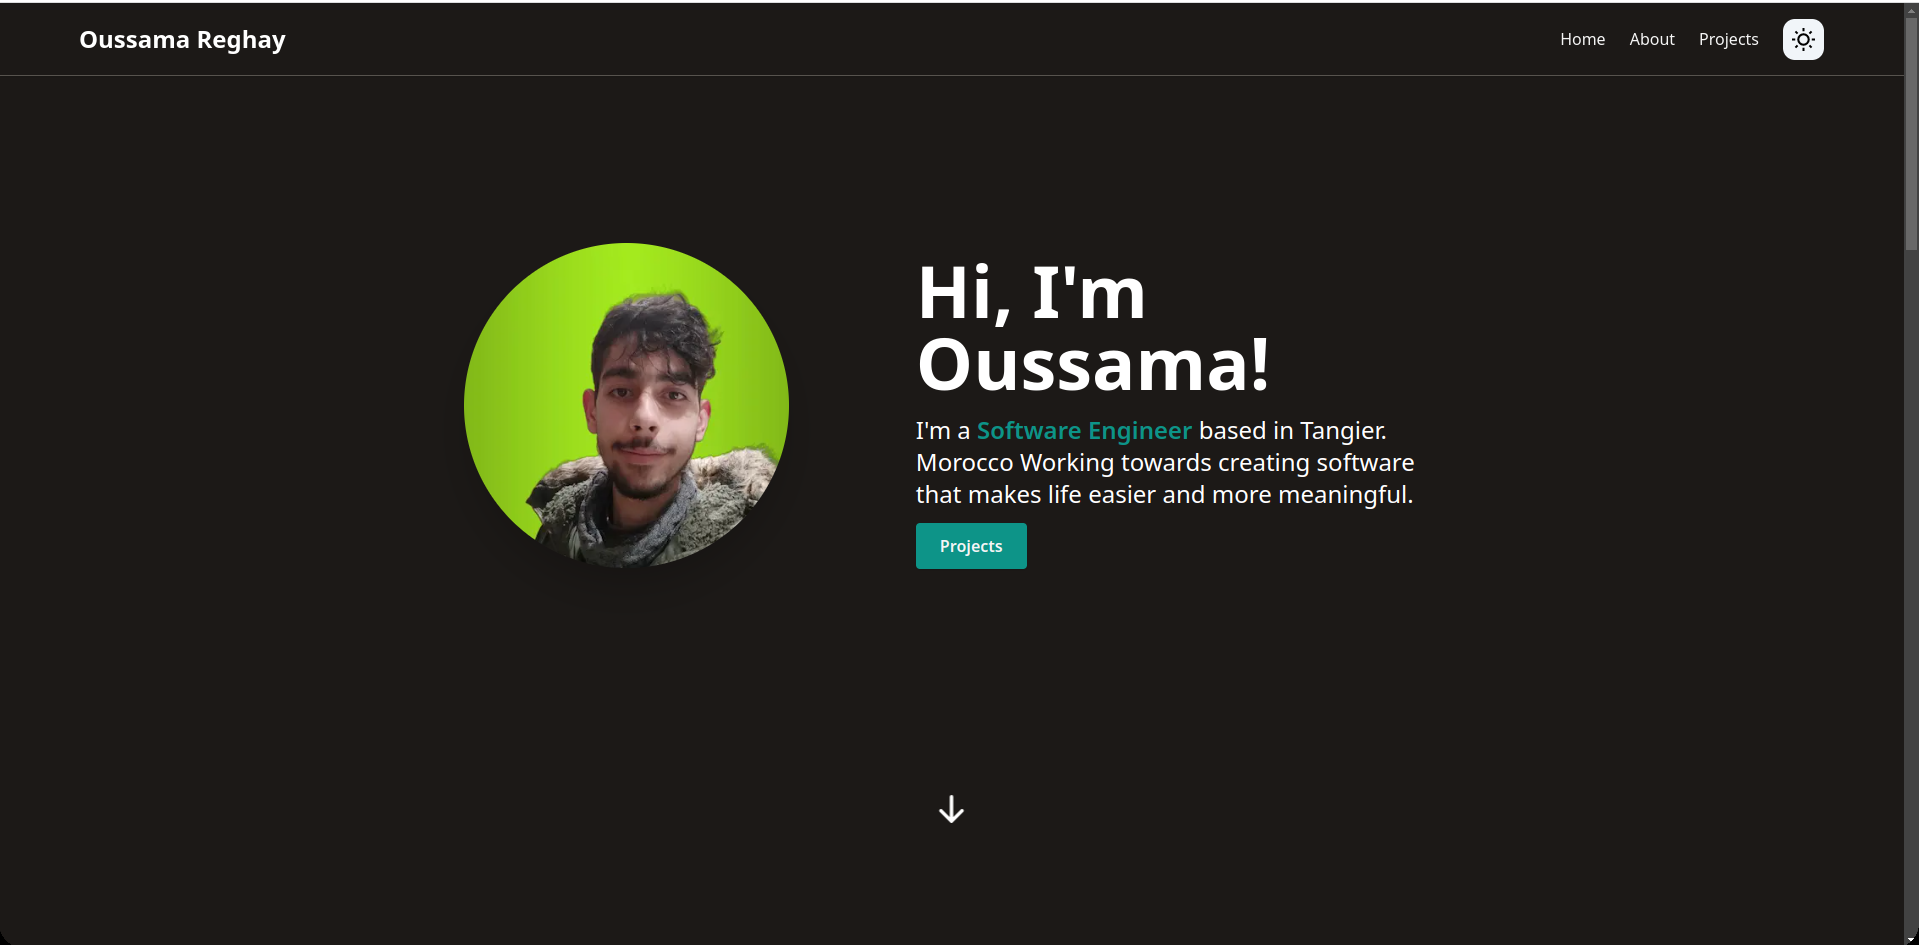 Oussama Reghay
Home About Projects
Hi, I'm
Oussama!
I'm a Software Engineer based in Tangier.
Morocco Working towards creating software
that makes life easier and more meaningful.
Projects